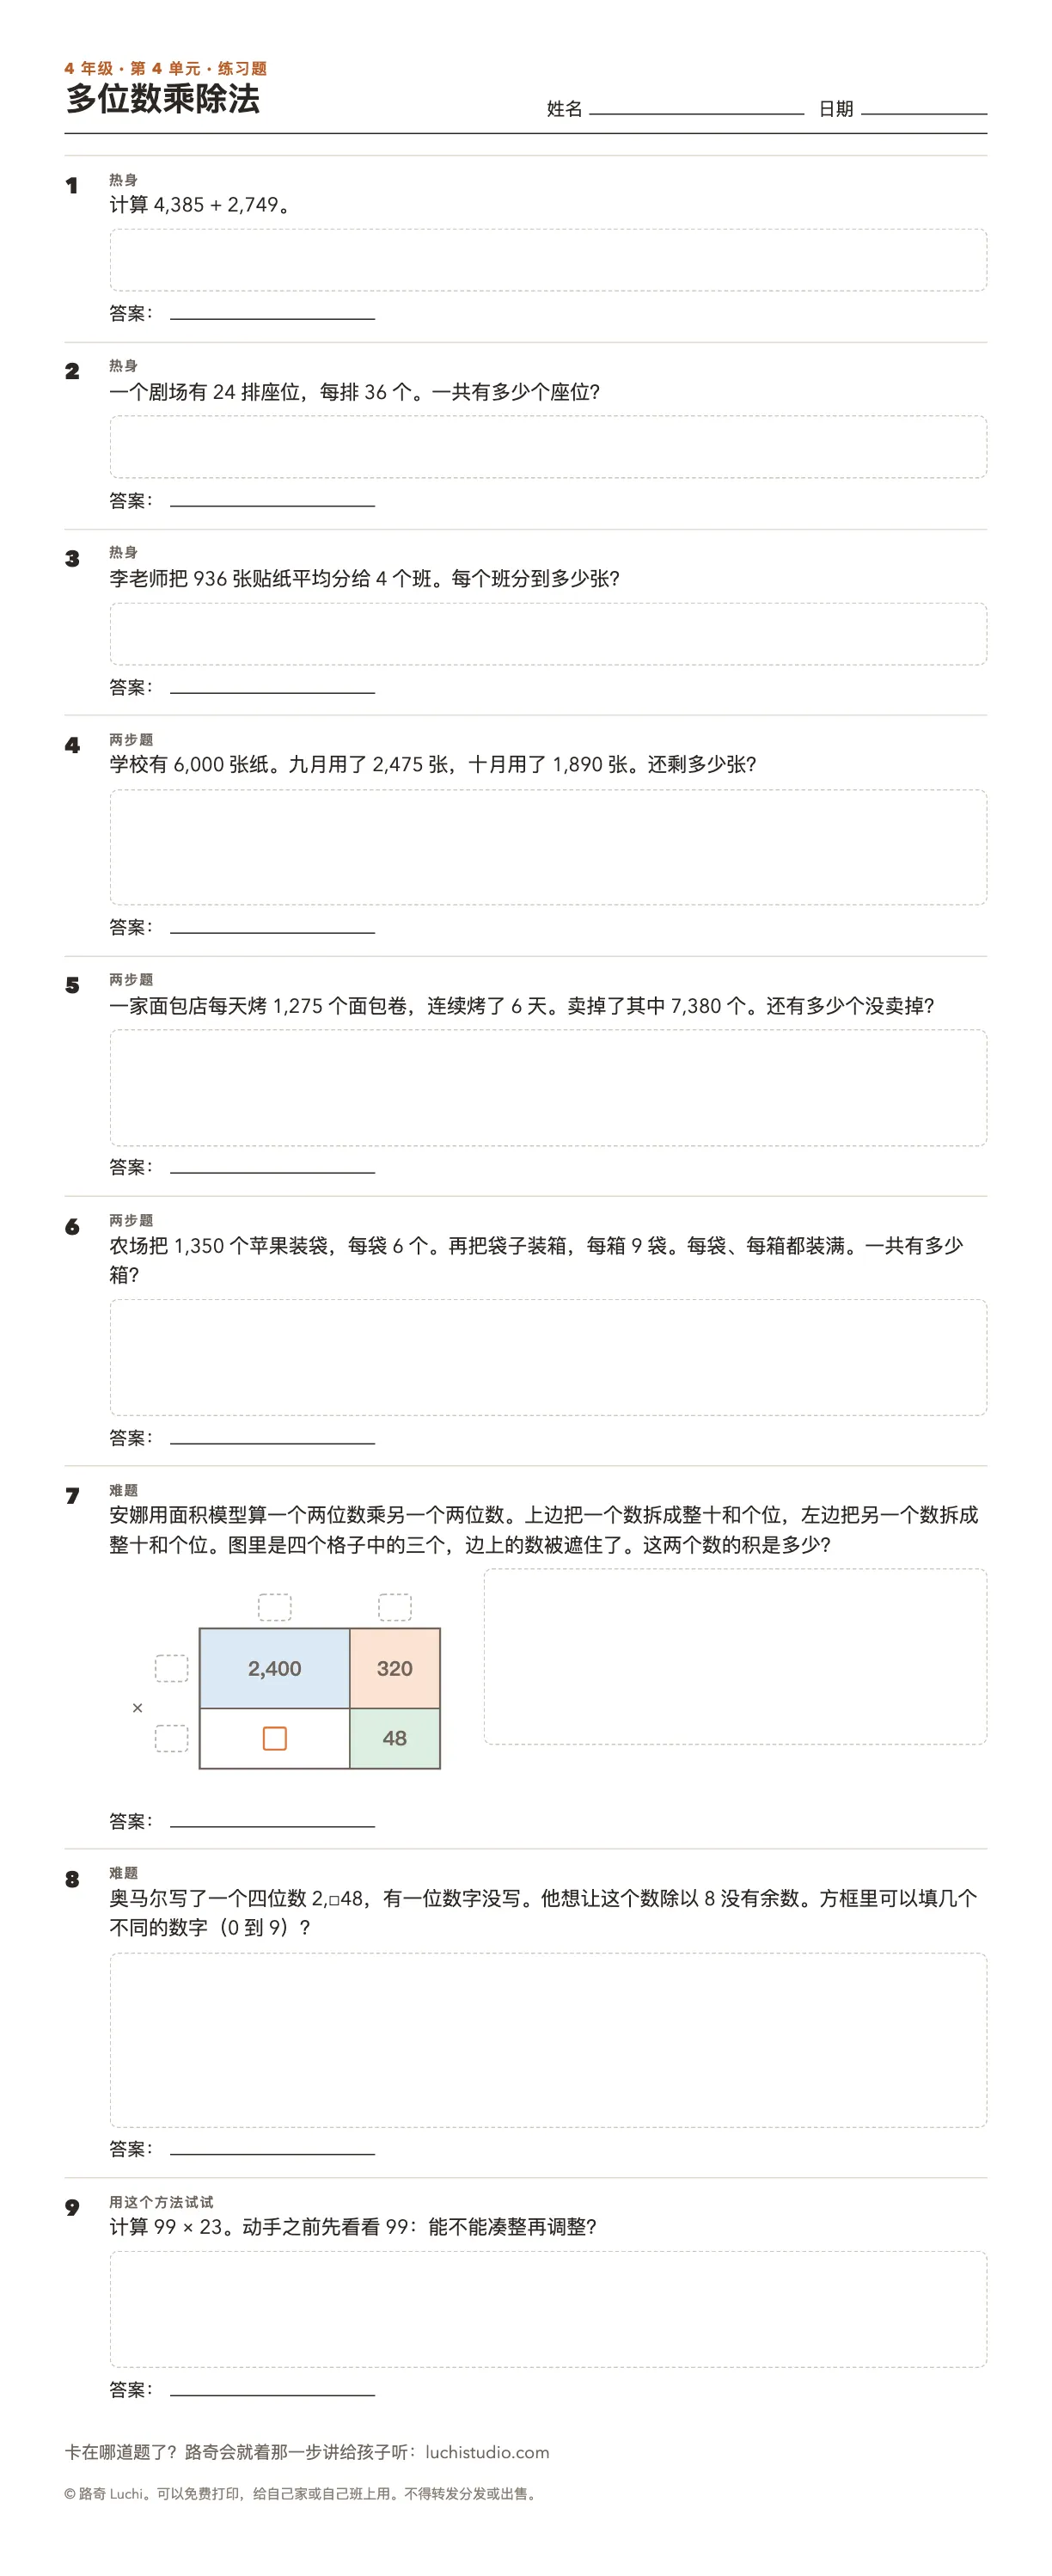 4 年级 · 第 4 单元 · 练习题
多位数乘除法
姓名 日期
1
热身
计算 4,385 + 2,749。
答案：
2
热身
一个剧场有 24 排座位，每排 36 个。一共有多少个座位？
答案：
3
热身
李老师把 936 张贴纸平均分给 4 个班。每个班分到多少张？
答案：
4
两步题
学校有 6,000 张纸。九月用了 2,475 张，十月用了 1,890 张。还剩多少张？
答案：
5
两步题
一家面包店每天烤 1,275 个面包卷，连续烤了 6 天。卖掉了其中 7,380 个。还有多少个没卖掉？
答案：
6
两步题
农场把 1,350 个苹果装袋，每袋 6 个。再把袋子装箱，每箱 9 袋。每袋、每箱都装满。一共有多少
箱？
答案：
7
难题
安娜用面积模型算一个两位数乘另一个两位数。上边把一个数拆成整十和个位，左边把另一个数拆成
整十和个位。图里是四个格子中的三个，边上的数被遮住了。这两个数的积是多少？
2,400 320
×
48
答案：
8
难题
奥马尔写了一个四位数 2,□48，有一位数字没写。他想让这个数除以 8 没有余数。方框里可以填几个
不同的数字（0 到 9）？
答案：
9
用这个方法试试
计算 99 × 23。动手之前先看看 99：能不能凑整再调整？
答案：
卡在哪道题了？路奇会就着那一步讲给孩子听：luchistudio.com
© 路奇 Luchi。可以免费打印，给自己家或自己班上用。不得转发分发或出售。